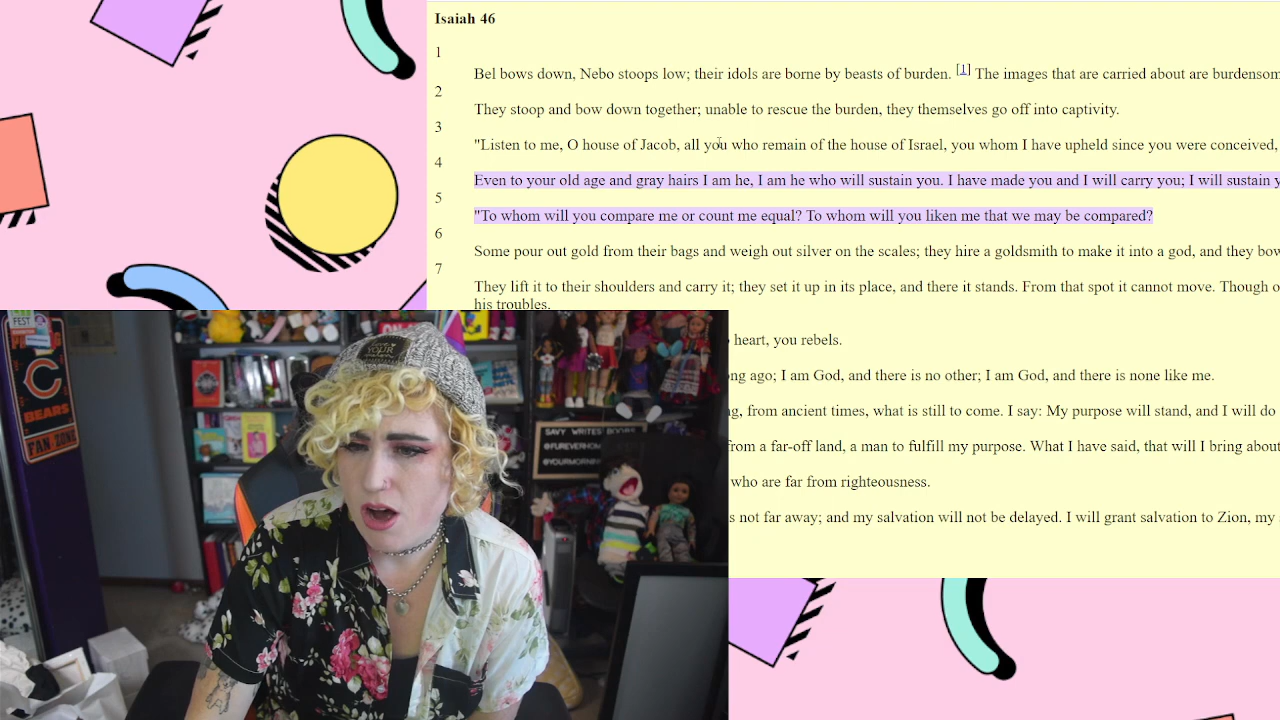 Isaiah 46
1
Bel bows down, Nebo stoops low; their idols are borne by beasts of burden. [1] The images that are carried about are burdensom
2
They stoop and bow down together; unable to rescue the burden, they themselves go off into captivity.
3
"Listen to me, O house of Jacob, all you who remain of the house of Israel, you whom I have upheld since you were conceived,
4
Even to your old age and gray hairs I am he, I am he who will sustain you. I have made you and I will carry you; I will sustain y
5
"To whom will you compare me or count me equal? To whom will you liken me that we may be compared?
6
Some pour out gold from their bags and weigh out silver on the scales; they hire a goldsmith to make it into a god, and they bow
7
They lift it to their shoulders and carry it; they set it up in its place, and there it stands. From that spot it cannot move. Though o
his troubles.
heart, you rebels.
ng ago; I am God, and there is no other; I am God, and there is none like me.
g, from ancient times, what is still to come. I say: My purpose will stand, and I will do
from a far-off land, a man to fulfill my purpose. What I have said, that will I bring about
who are far from righteousness.
s not far away; and my salvation will not be delayed. I will grant salvation to Zion, my
FEST
BEARS
FAN ZONE
LOVE
YOUR
SAVY WRITES BOOKS
@FUREVERHOM
@YOURMORNIN